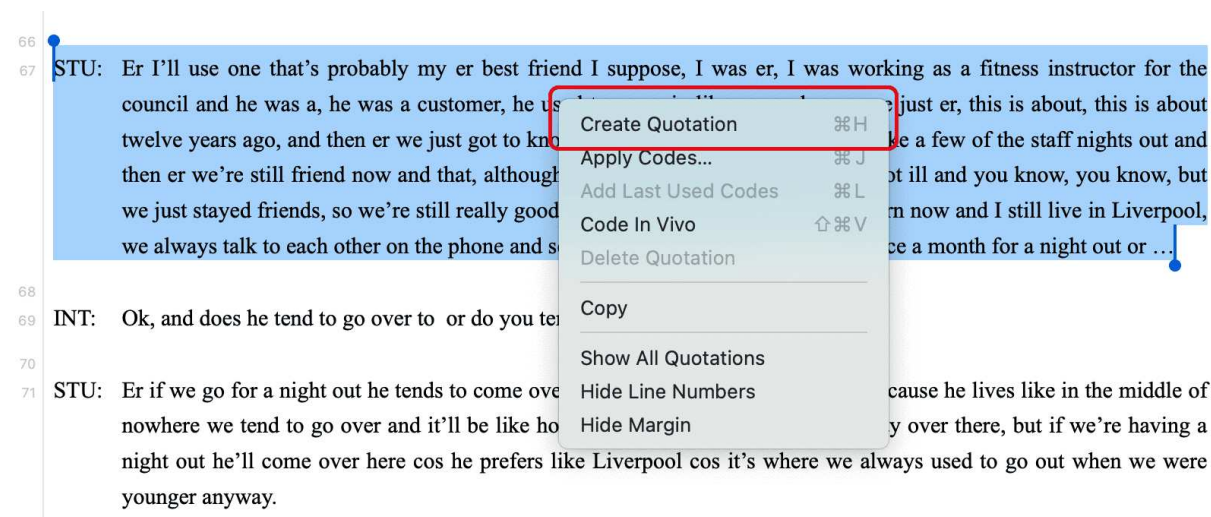 66
67 STU: Er I'll use one that's probably my er best friend I suppose, I was er, I was working as a fitness instructor for the
council and he was a, he was a customer, he just er, this is about, this is about
twelve years ago, and then er we just got to a few of the staff nights out and
then er we're still friend now and that, although ill and you know, you know, but
we just stayed friends, so we're still really good now and I still live in Liverpool,
we always talk to each other on the phone and a month for a night out or …
68
69 INT: Ok, and does he tend to go over to or do you
70
71 STU: Er if we go for a night out he tends to come he lives like in the middle of
nowhere we tend to go over and it'll be like over there, but if we're having a
night out he'll come over here cos he prefers like Liverpool cos it's where we always used to go out when we were
younger anyway.
Create Quotation ⌘H
Apply Codes... ⌘J
Add Last Used Codes ⌘L
Code In Vivo ⇧⌘V
Delete Quotation
Copy
Show All Quotations
Hide Line Numbers
Hide Margin